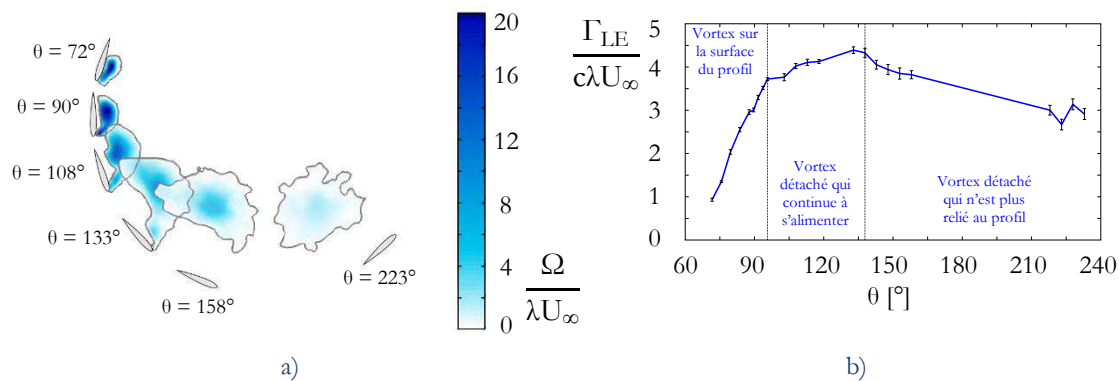 θ = 72°
θ = 90°
θ = 108°
θ = 133°
θ = 158°
θ = 223°
20
16
12
8
4
0
Ω
λU∞
a)
Γ_LE
cλU∞
5
4
3
2
1
0
Vortex sur
la surface
du profil
Vortex
détaché qui
continue à
s'alimenter
Vortex détaché
qui n'est plus
relié au profil
60 90 120 150 180 210 240
θ [°]
b)